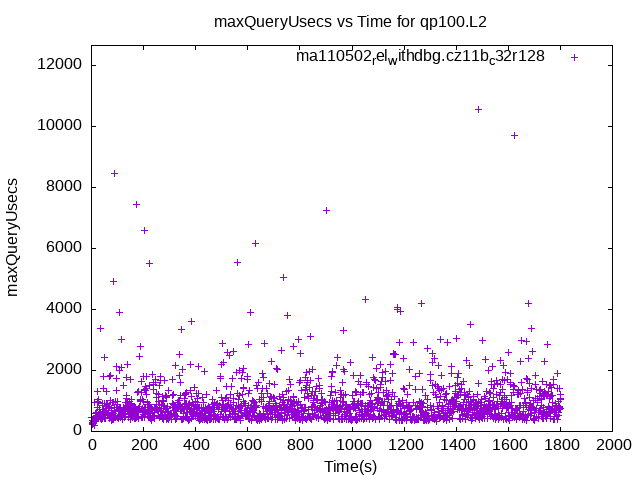 maxQueryUsecs vs Time for qp100.L2
ma110502relwithdbg.cz11bc32r128
12000
10000
8000
6000
4000
2000
0
maxQueryUsecs
0 200 400 600 800 1000 1200 1400 1600 1800 2000
Time(s)